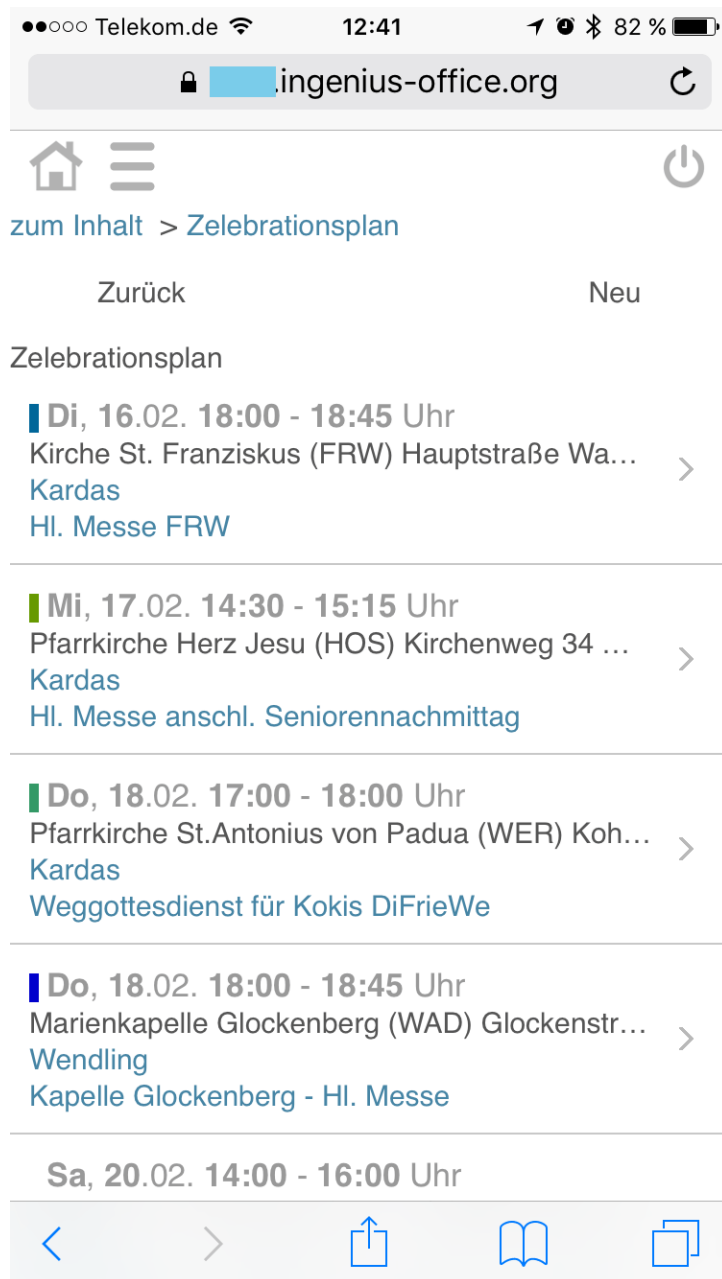 Telekom.de 12:41 82 %
.ingenius-office.org
zum Inhalt > Zelebrationsplan
Zurück Neu
Zelebrationsplan
Di, 16.02. 18:00 - 18:45 Uhr
Kirche St. Franziskus (FRW) Hauptstraße Wa...
Kardas
Hl. Messe FRW
Mi, 17.02. 14:30 - 15:15 Uhr
Pfarrkirche Herz Jesu (HOS) Kirchenweg 34 ...
Kardas
Hl. Messe anschl. Seniorennachmittag
Do, 18.02. 17:00 - 18:00 Uhr
Pfarrkirche St.Antonius von Padua (WER) Koh...
Kardas
Weggottesdienst für Kokis DiFrieWe
Do, 18.02. 18:00 - 18:45 Uhr
Marienkapelle Glockenberg (WAD) Glockenstr...
Wendling
Kapelle Glockenberg - Hl. Messe
Sa, 20.02. 14:00 - 16:00 Uhr